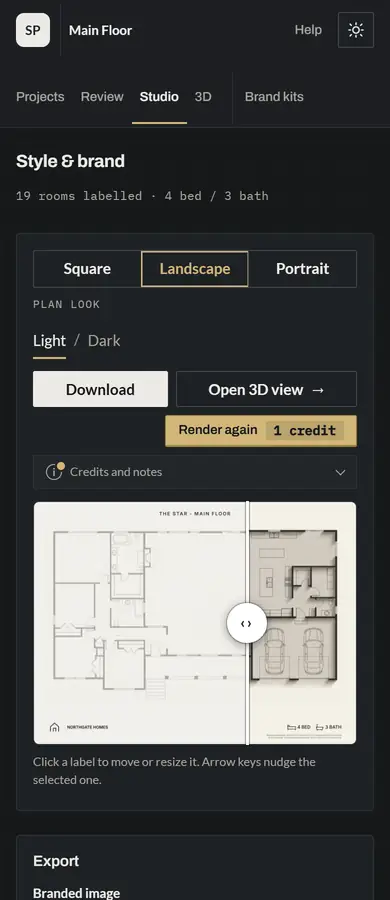 SP Main Floor Help
Projects Review Studio 3D Brand kits
Style & brand
19 rooms labelled · 4 bed / 3 bath
Square Landscape Portrait
PLAN LOOK
Light / Dark
Download Open 3D view →
Render again 1 credit
Credits and notes
THE STAR - MAIN FLOOR
NORTHGATE HOMES 4 BED 3 BATH
Click a label to move or resize it. Arrow keys nudge the
selected one.
Export
Branded image